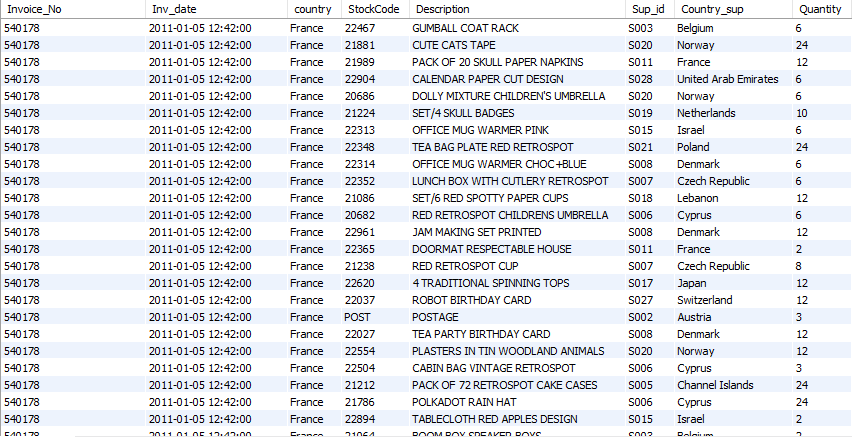 Invoice_No Inv_date country StockCode Description Sup_id Country_sup Quantity
540178 2011-01-05 12:42:00 France 22467 GUMBALL COAT RACK S003 Belgium 6
540178 2011-01-05 12:42:00 France 21881 CUTE CATS TAPE S020 Norway 24
540178 2011-01-05 12:42:00 France 21989 PACK OF 20 SKULL PAPER NAPKINS S011 France 12
540178 2011-01-05 12:42:00 France 22904 CALENDAR PAPER CUT DESIGN S028 United Arab Emirates 6
540178 2011-01-05 12:42:00 France 20686 DOLLY MIXTURE CHILDREN'S UMBRELLA S020 Norway 6
540178 2011-01-05 12:42:00 France 21224 SET/4 SKULL BADGES S019 Netherlands 10
540178 2011-01-05 12:42:00 France 22313 OFFICE MUG WARMER PINK S015 Israel 6
540178 2011-01-05 12:42:00 France 22348 TEA BAG PLATE RED RETROSPOT S021 Poland 24
540178 2011-01-05 12:42:00 France 22314 OFFICE MUG WARMER CHOC+BLUE S008 Denmark 6
540178 2011-01-05 12:42:00 France 22352 LUNCH BOX WITH CUTLERY RETROSPOT S007 Czech Republic 6
540178 2011-01-05 12:42:00 France 21086 SET/6 RED SPOTTY PAPER CUPS S018 Lebanon 12
540178 2011-01-05 12:42:00 France 20682 RED RETROSPOT CHILDRENS UMBRELLA S006 Cyprus 6
540178 2011-01-05 12:42:00 France 22961 JAM MAKING SET PRINTED S008 Denmark 12
540178 2011-01-05 12:42:00 France 22365 DOORMAT RESPECTABLE HOUSE S011 France 2
540178 2011-01-05 12:42:00 France 21238 RED RETROSPOT CUP S007 Czech Republic 8
540178 2011-01-05 12:42:00 France 22620 4 TRADITIONAL SPINNING TOPS S017 Japan 12
540178 2011-01-05 12:42:00 France 22037 ROBOT BIRTHDAY CARD S027 Switzerland 12
540178 2011-01-05 12:42:00 France POST POSTAGE S002 Austria 3
540178 2011-01-05 12:42:00 France 22027 TEA PARTY BIRTHDAY CARD S008 Denmark 12
540178 2011-01-05 12:42:00 France 22554 PLASTERS IN TIN WOODLAND ANIMALS S020 Norway 12
540178 2011-01-05 12:42:00 France 22504 CABIN BAG VINTAGE RETROSPOT S006 Cyprus 3
540178 2011-01-05 12:42:00 France 21212 PACK OF 72 RETROSPOT CAKE CASES S005 Channel Islands 24
540178 2011-01-05 12:42:00 France 21786 POLKADOT RAIN HAT S006 Cyprus 24
540178 2011-01-05 12:42:00 France 22894 TABLECLOTH RED APPLES DESIGN S015 Israel 2
540178 2011-01-05 12:42:00 France 21064 BOOM BOX SPEAKER BOYS S003 Belgium 2